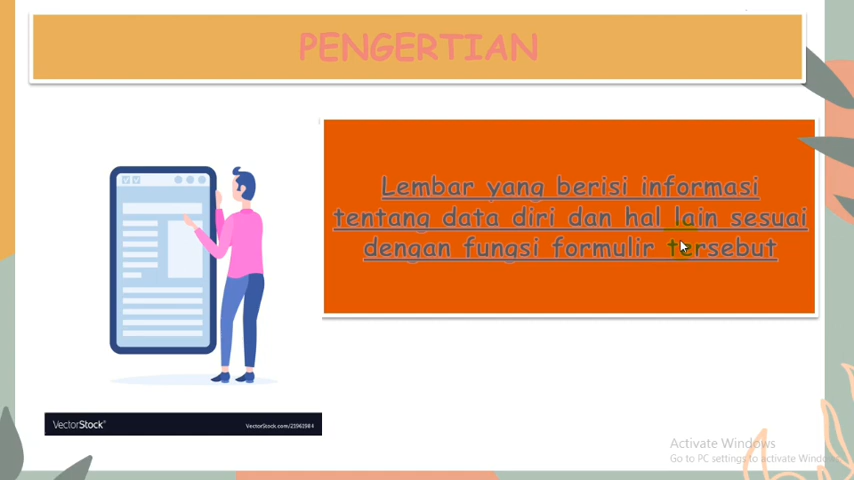 PENGERTIAN
Lembar yang berisi informasi
tentang data diri dan hal lain sesuai
dengan fungsi formulir tersebut
VectorStock®
VectorStock.com/23961984
Activate Windows
Go to PC settings to activate Windows.